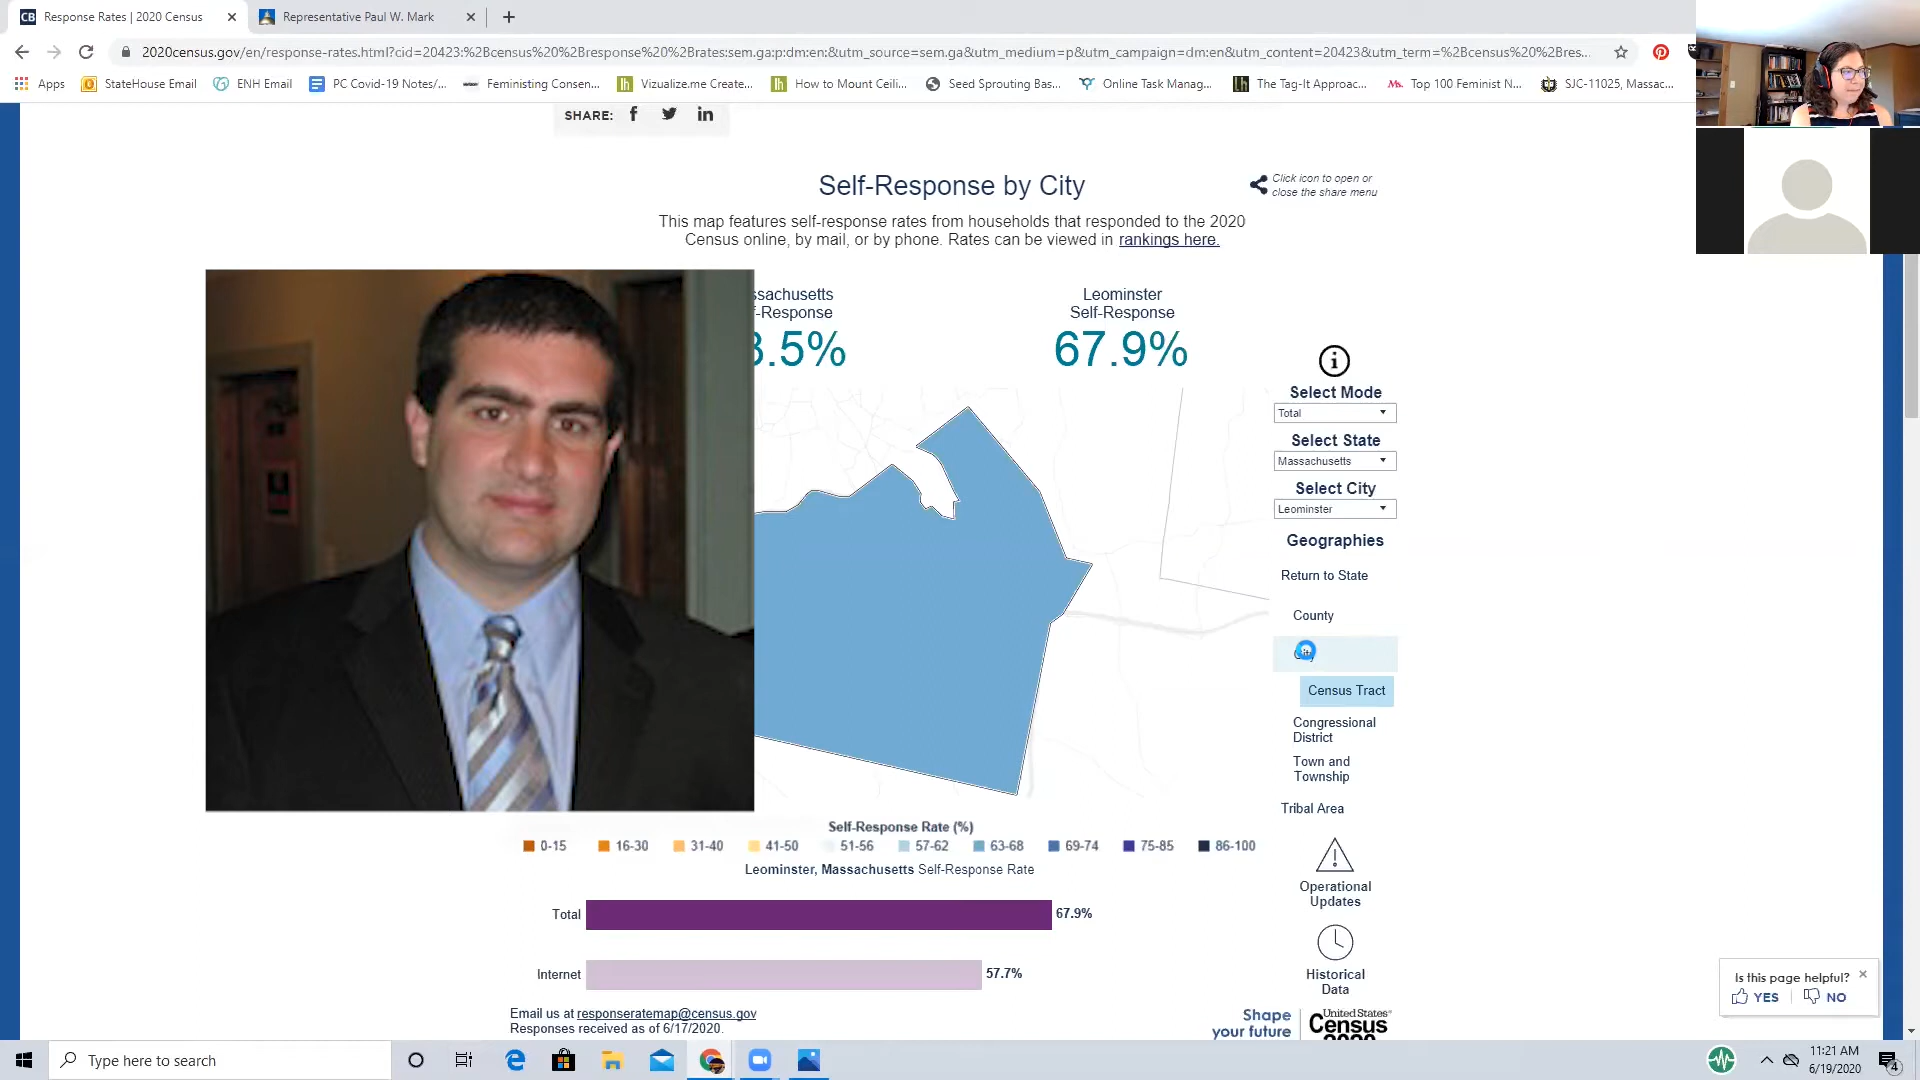 CB Response Rates | 2020 Census
Representative Paul W. Mark
2020census.gov/en/response-rates.html?cid=20423:%2Bcensus%20%2Bresponse%20%2Brates:sem.ga:p:dm:en:&utm_source=sem.ga&utm_medium=p&utm_campaign=dm:en&utm_content=20423&utm_term=%2Bcensus%20%2Bres...
Apps StateHouse Email ENH Email PC Covid-19 Notes/... Feministing Consen... Vizualize.me Create... How to Mount Ceili... Seed Sprouting Bas... Online Task Manag... The Tag-It Approac... Top 100 Feminist N... SJC-11025, Massac...
SHARE:
Self-Response by City
Click icon to open or
close the share menu
This map features self-response rates from households that responded to the 2020
Census online, by mail, or by phone. Rates can be viewed in rankings here.
ssachusetts
f-Response
3.5%
Leominster
Self-Response
67.9%
Select Mode
Total
Select State
Massachusetts
Select City
Leominster
Geographies
Return to State
County
City
Census Tract
Congressional
District
Town and
Township
Tribal Area
Operational
Updates
Historical
Data
Self-Response Rate (%)
0-15 16-30 31-40 41-50 51-56 57-62 63-68 69-74 75-85 86-100
Leominster, Massachusetts Self-Response Rate
Total 67.9%
Internet 57.7%
Email us at responseratemap@census.gov
Responses received as of 6/17/2020.
Shape
your future
United States®
Census
2020
Is this page helpful?
YES NO
Type here to search
11:21 AM
6/19/2020
4